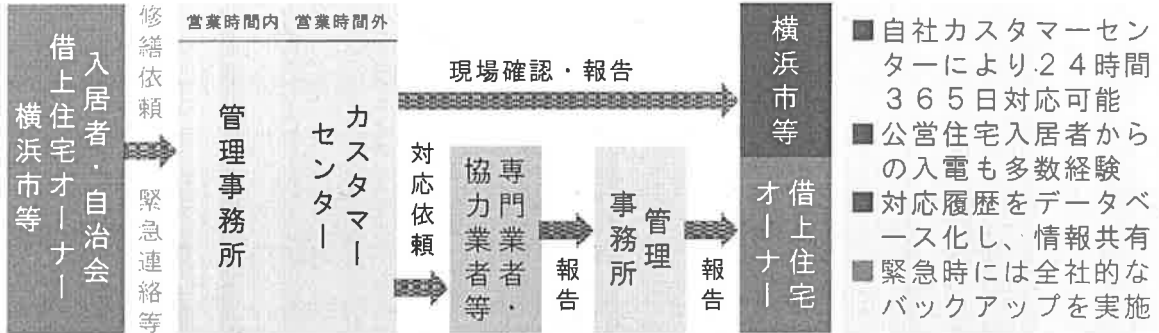 入居者・自治会
借上住宅オーナー
横浜市等
修繕依頼
緊急連絡等
営業時間内
営業時間外
管理事務所
カスタマー
センター
現場確認・報告
対応依頼
専門業者・
協力業者等
報告
管理
事務所
報告
横浜市等
借上住宅
オーナー
■自社カスタマーセン
ターにより24時間
365日対応可能
■公営住宅入居者から
の入電も多数経験
■対応履歴をデータベ
ース化し、情報共有
■緊急時には全社的な
バックアップを実施